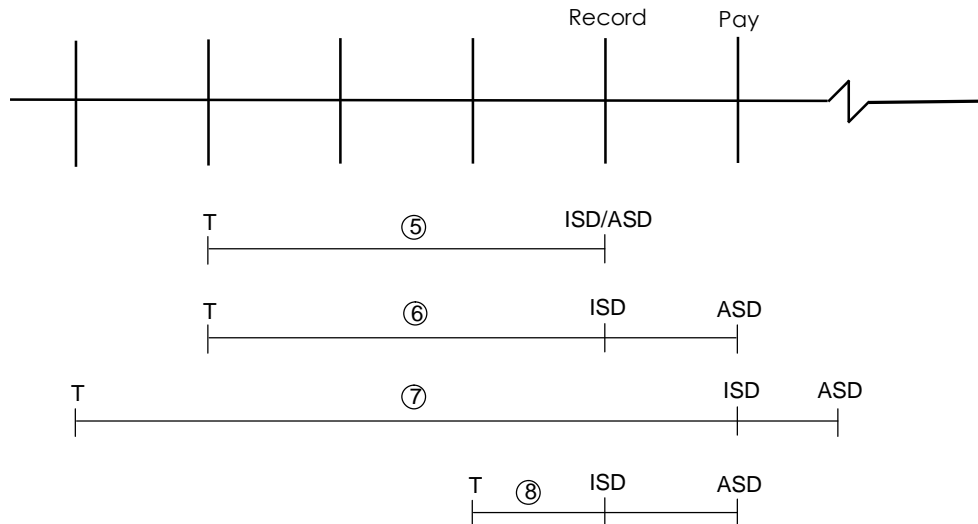 Record Pay
T ⑤ ISD/ASD
T ⑥ ISD ASD
T ⑦ ISD ASD
T ⑧ ISD ASD